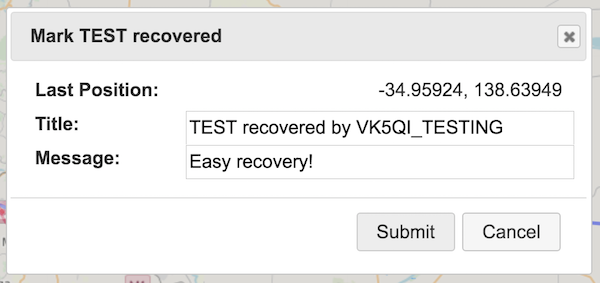 Mark TEST recovered
Last Position: -34.95924, 138.63949
Title: TEST recovered by VK5QI_TESTING
Message: Easy recovery!
Submit Cancel